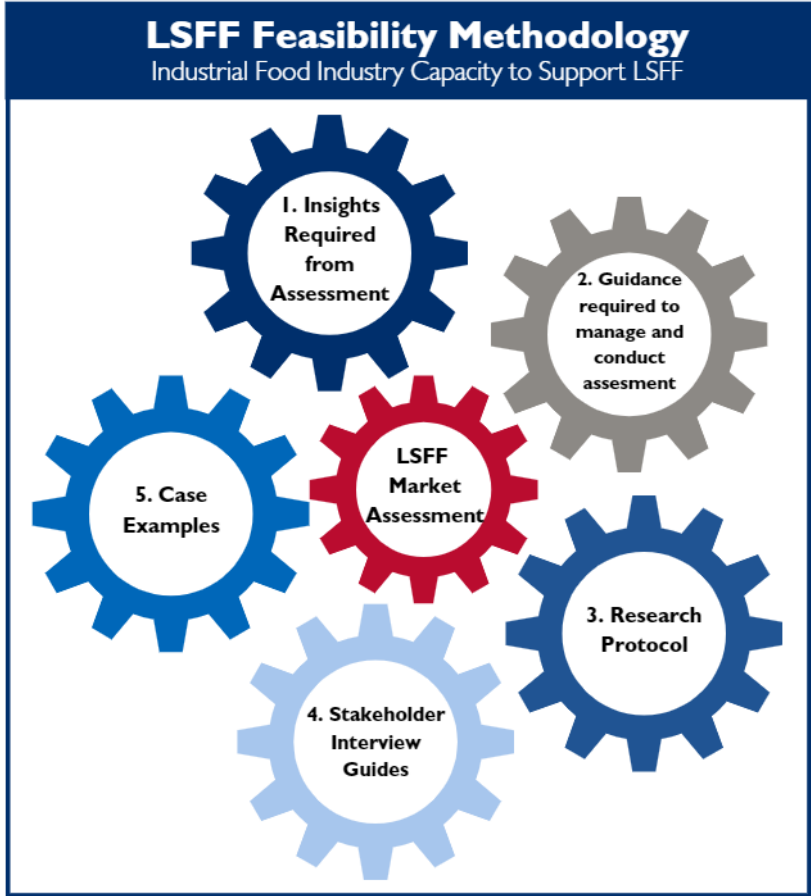 LSFF Feasibility Methodology
Industrial Food Industry Capacity to Support LSFF
1. Insights
Required
from
Assessment
2. Guidance
required to
manage and
conduct
assesment
LSFF
Market
Assessment
3. Research
Protocol
4. Stakeholder
Interview
Guides
5. Case
Examples